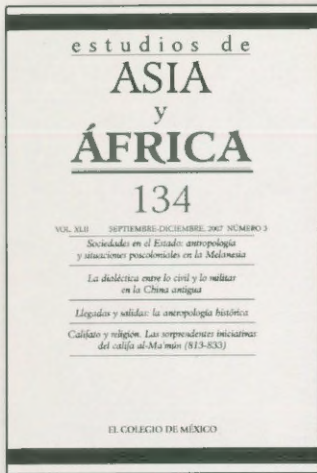 estudios de
ASIA
y
ÁFRICA
134
VOL. XLII SEPTIEMBRE-DICIEMBRE, 2007 NÚMERO 3
Sociedades en el Estado: antropología
y situaciones poscoloniales en la Melanesia
La dialéctica entre lo civil y lo militar
en la China antigua
Llegadas y salidas: la antropología histórica
Califato y religión. Las sorprendentes iniciativas
del califa al-Ma'mūn (813-833)
EL COLEGIO DE MÉXICO